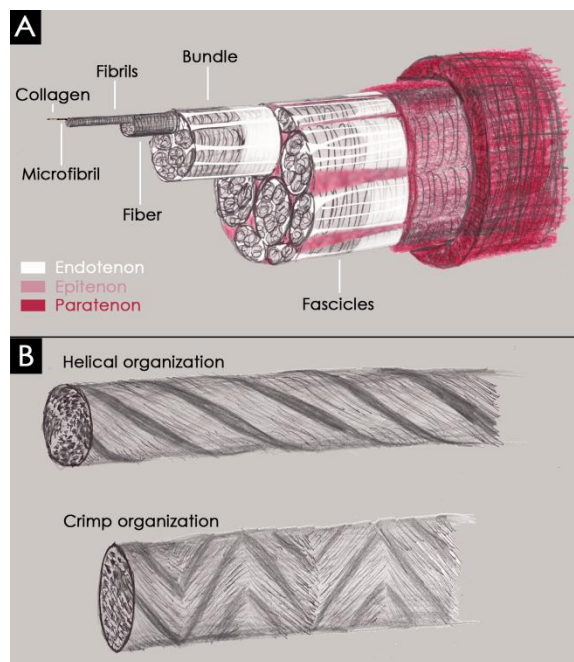 A
Bundle
Fibrils
Collagen
Microfibril
Fiber
Endotenon
Epitenon
Paratenon
Fascicles
B
Helical organization
Crimp organization